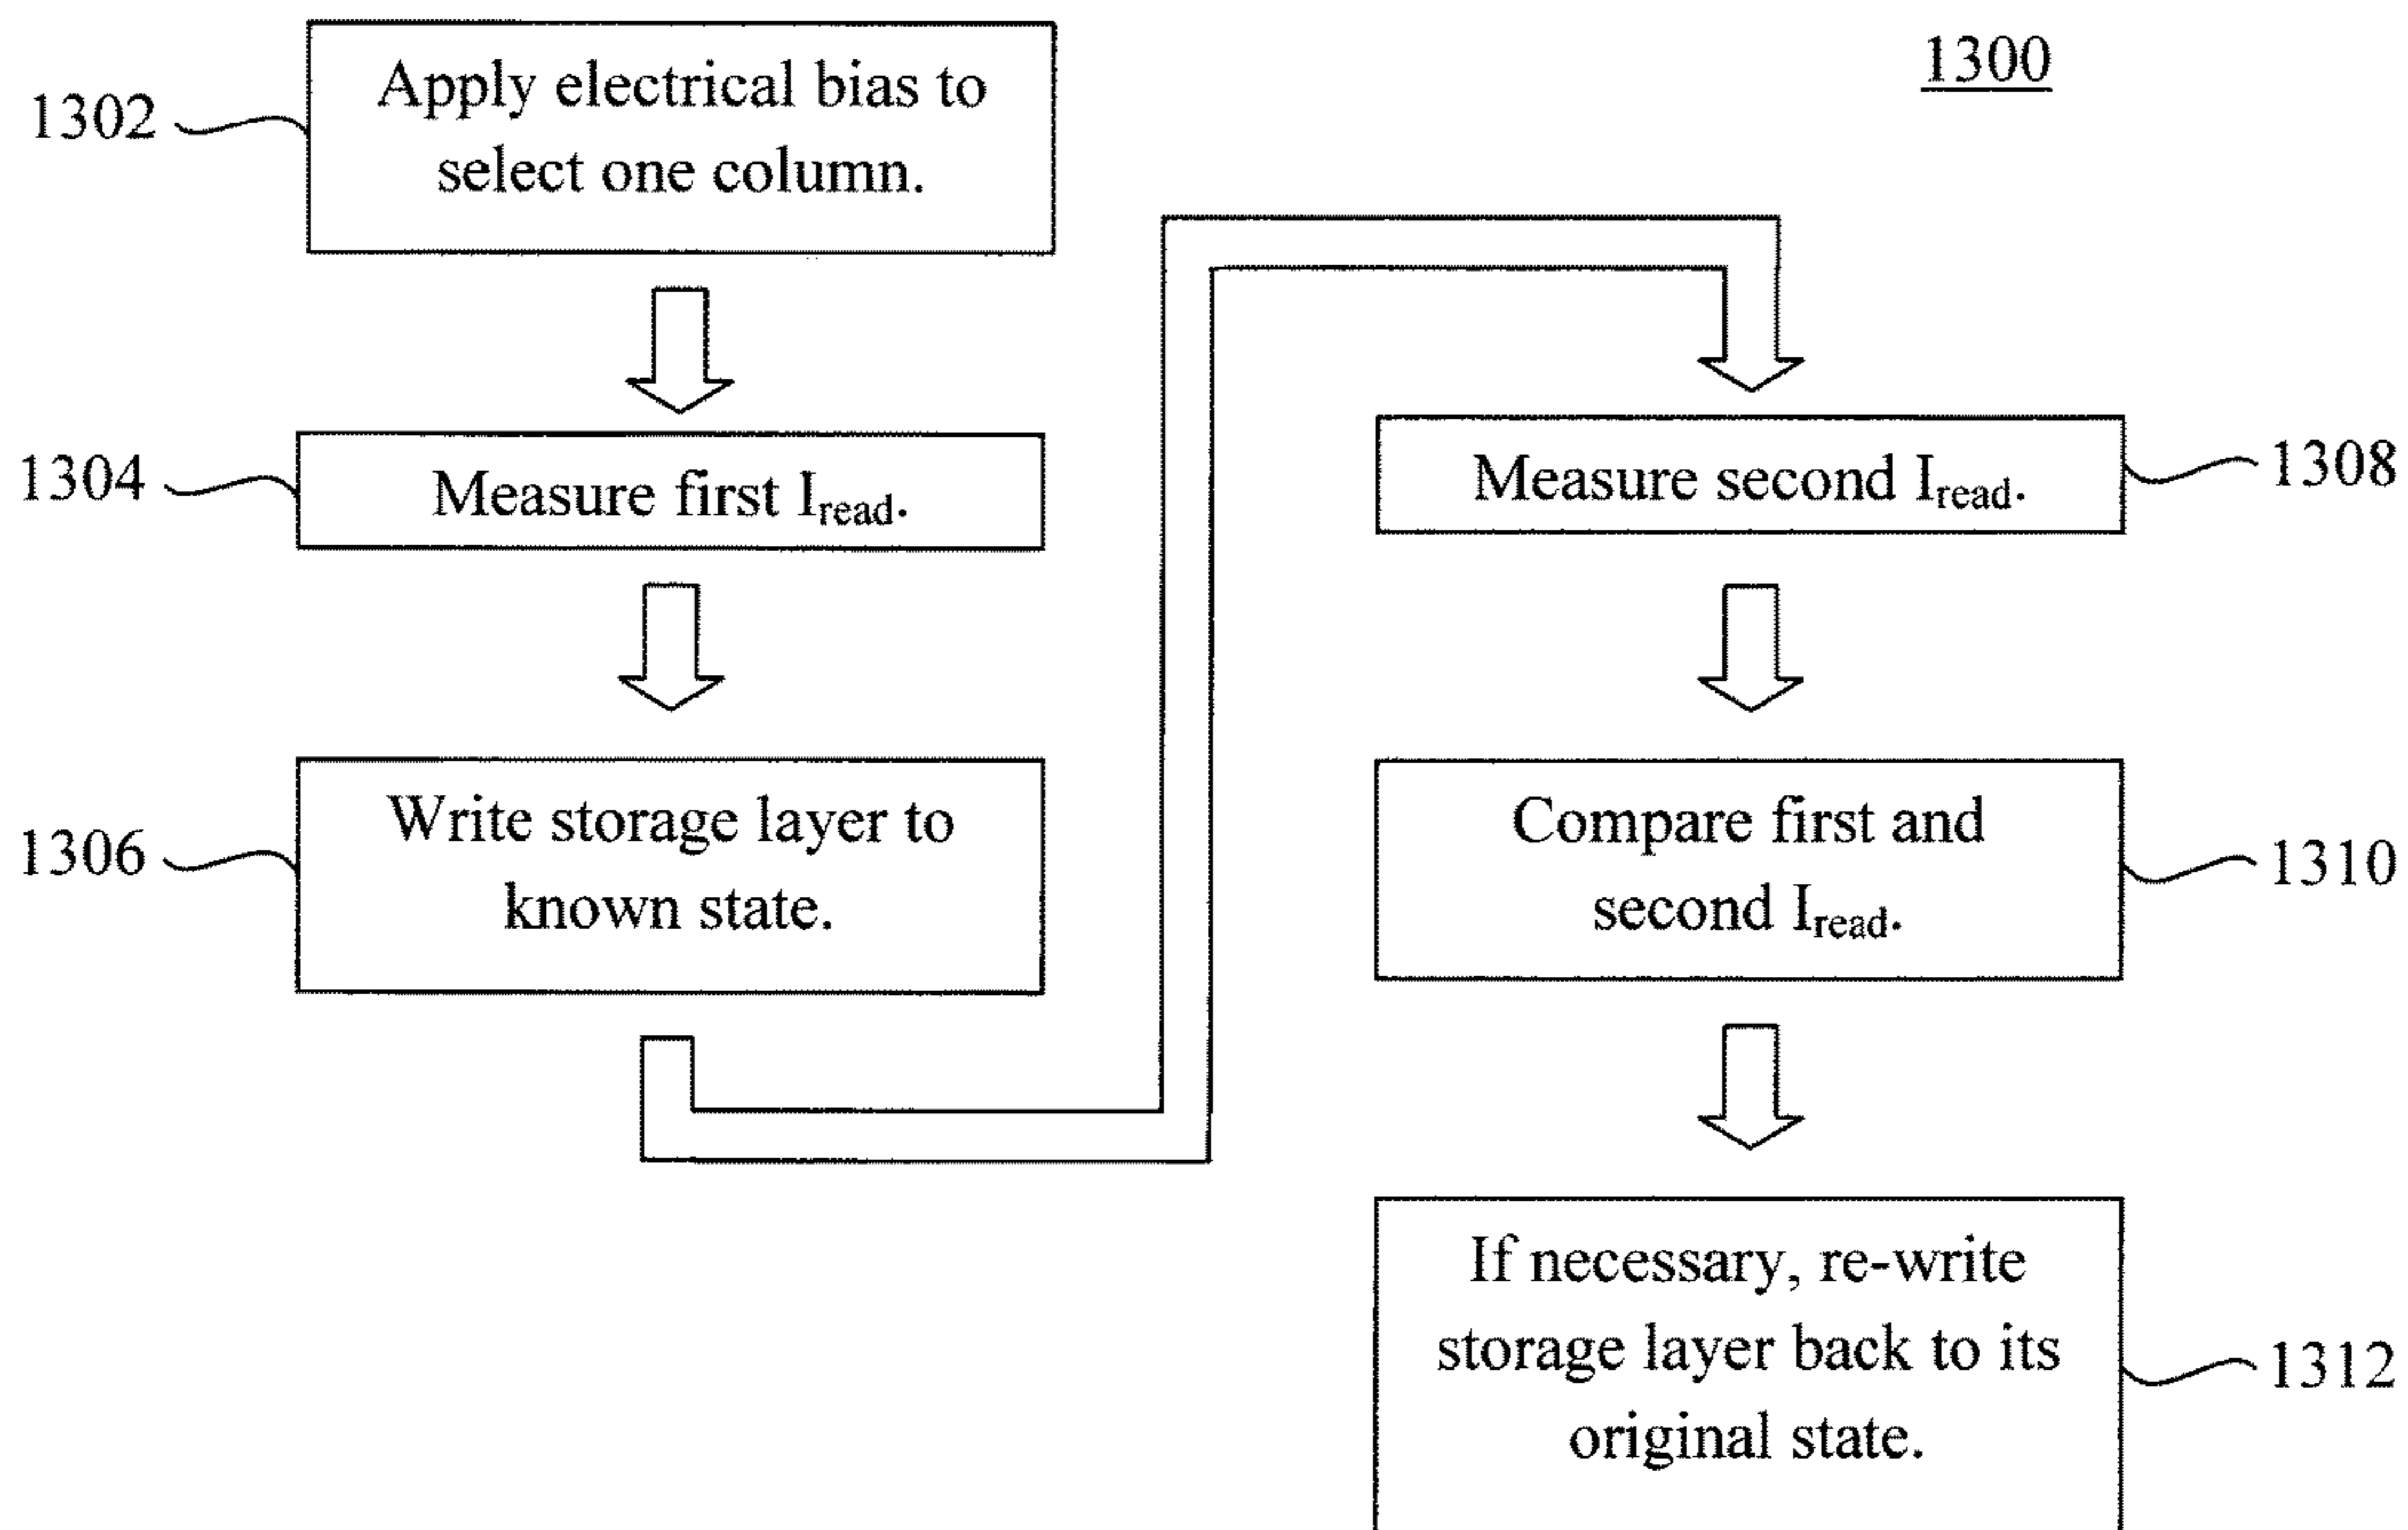 1300
1302
Apply electrical bias to
select one column.
1304
Measure first I_read.
1306
Write storage layer to
known state.
Measure second I_read.
1308
Compare first and
second I_read.
1310
If necessary, re-write
storage layer back to its
original state.
1312